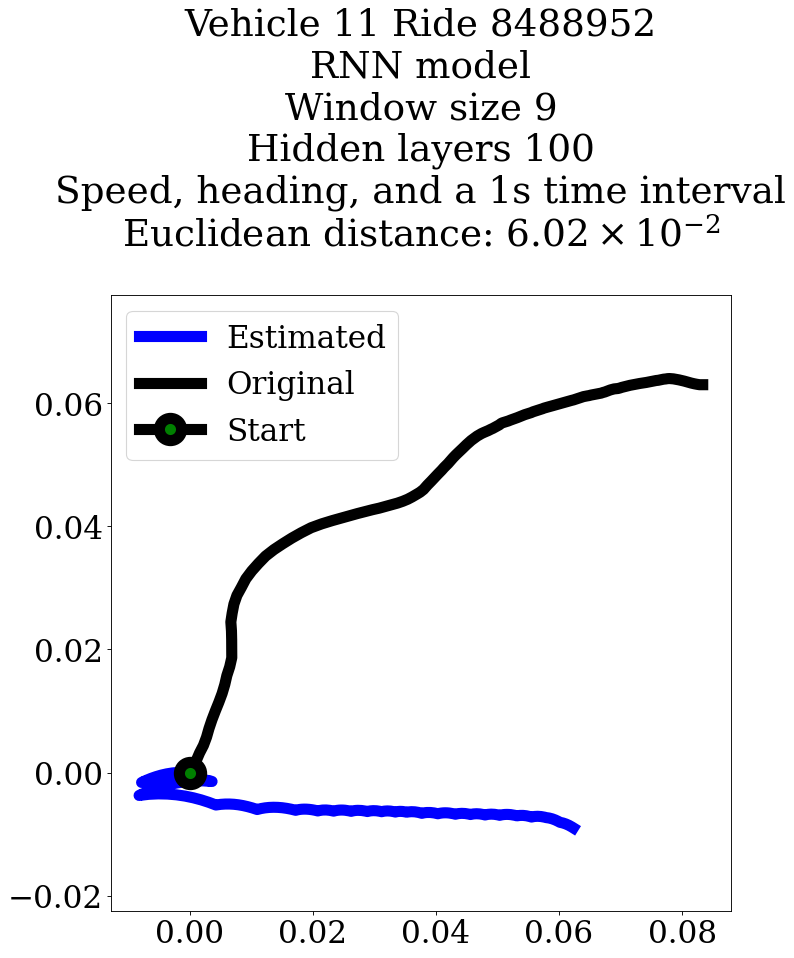 Vehicle 11 Ride 8488952
RNN model
Window size 9
Hidden layers 100
Speed, heading, and a 1s time interval
Euclidean distance: 6.02 × 10⁻²
Estimated
Original
Start
0.06
0.04
0.02
0.00
−0.02
0.00 0.02 0.04 0.06 0.08